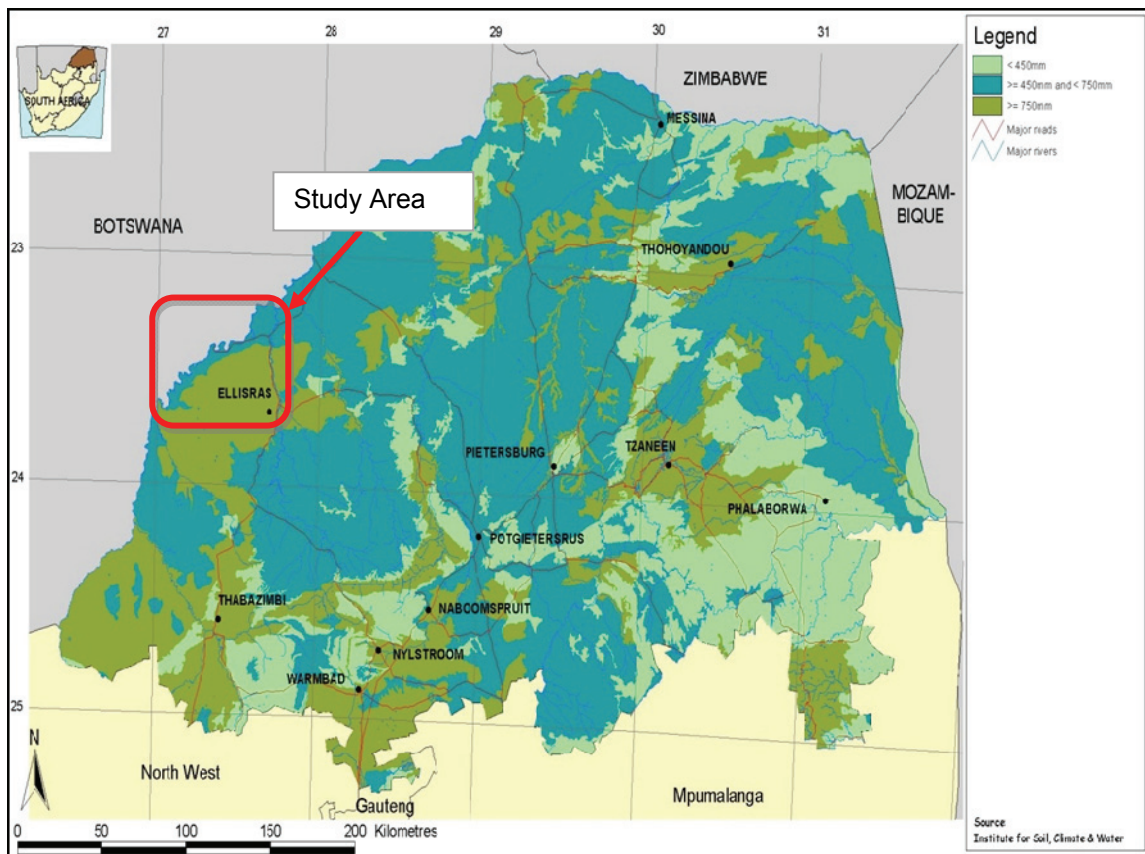 27
28
29
30
31
SOUTH AFRICA
ZIMBABWE
MESSINA
Study Area
BOTSWANA
MOZAM-
BIQUE
23
THOHOYANDOU
ELLISRAS
PIETERSBURG
TZANEEN
24
PHALABORWA
POTGIETERSRUS
THABAZIMBI
NABOOMSPRUIT
NYLSTROOM
WARMBAD
25
N
North West
Gauteng
Mpumalanga
0 50 100 150 200 Kilometres
Legend
< 450mm
>= 450mm and < 750mm
>= 750mm
Major roads
Major rivers
Source
Institute for Soil, Climate & Water